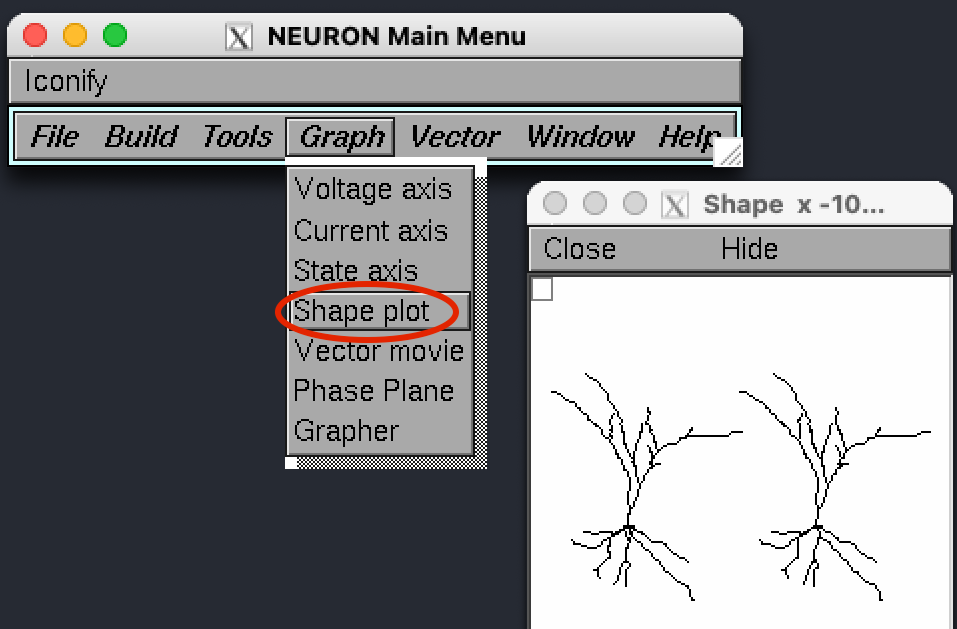 NEURON Main Menu
Iconify
File Build Tools Graph Vector Window Help
Voltage axis
Current axis
State axis
Shape plot
Vector movie
Phase Plane
Grapher
Shape x -10...
Close Hide